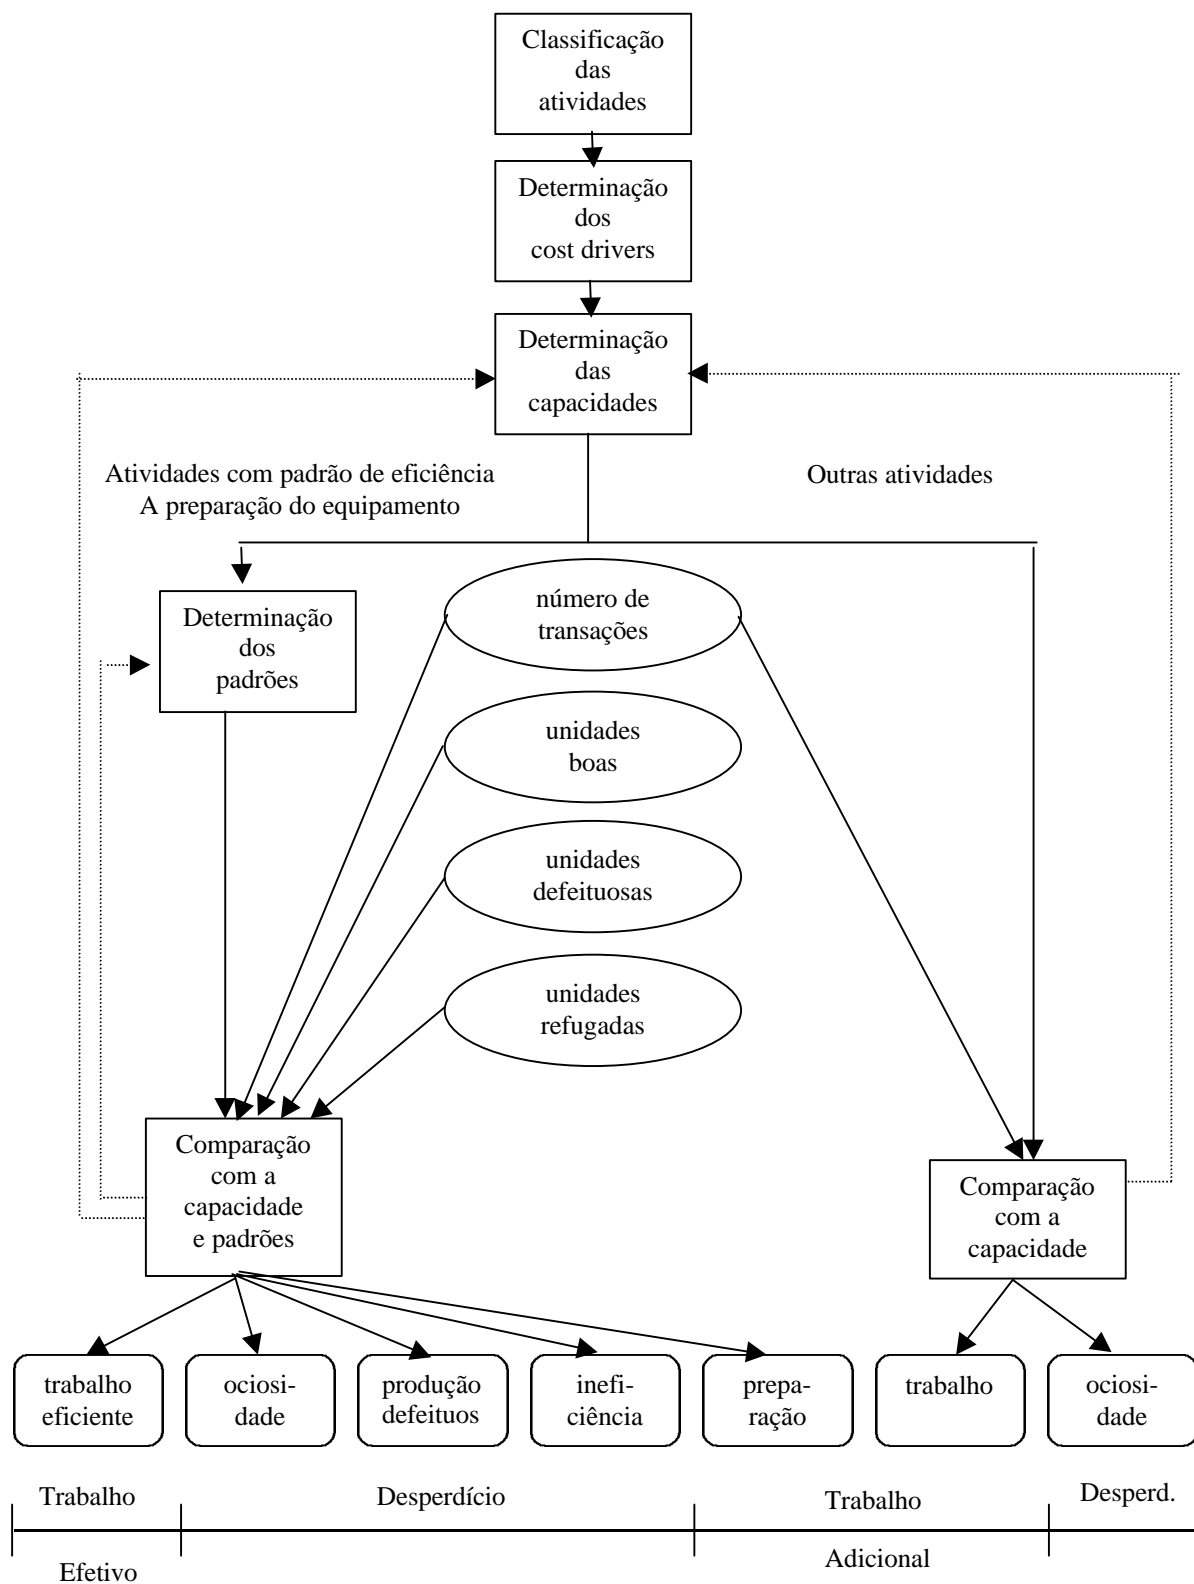 Classificação
das
atividades
Determinação
dos
cost drivers
Determinação
das
capacidades
Atividades com padrão de eficiência
A preparação do equipamento
Outras atividades
Determinação
dos
padrões
número de
transações
unidades
boas
unidades
defeituosas
unidades
refugadas
Comparação
com a
capacidade
e padrões
Comparação
com a
capacidade
trabalho
eficiente
ociosi-
dade
produção
defeituos
inefi-
ciência
prepa-
ração
trabalho
ociosi-
dade
Trabalho
Efetivo
Desperdício
Trabalho
Adicional
Desperd.